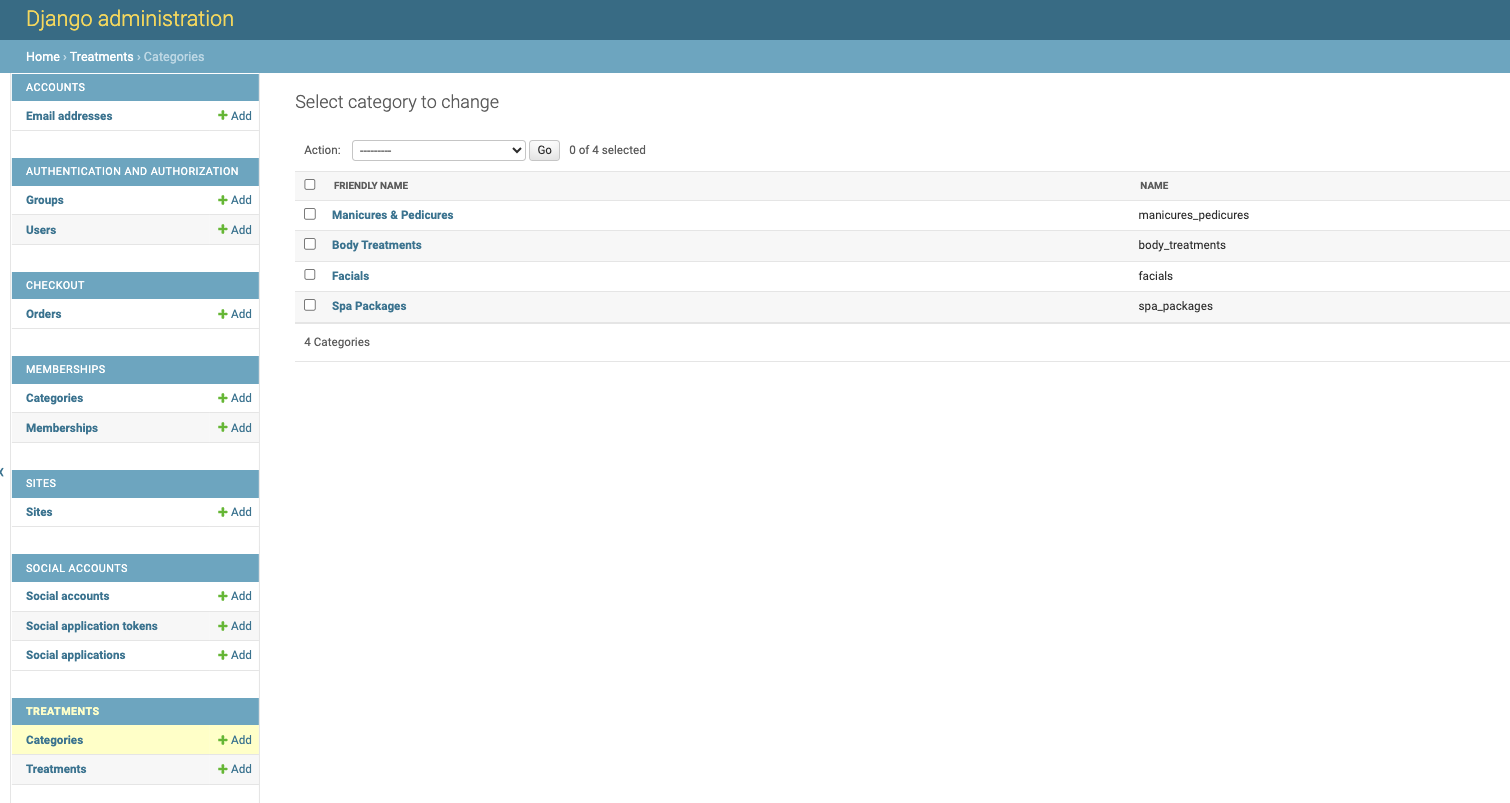 Django administration
Home › Treatments › Categories
ACCOUNTS
Email addresses + Add
AUTHENTICATION AND AUTHORIZATION
Groups + Add
Users + Add
CHECKOUT
Orders + Add
MEMBERSHIPS
Categories + Add
Memberships + Add
SITES
Sites + Add
SOCIAL ACCOUNTS
Social accounts + Add
Social application tokens + Add
Social applications + Add
TREATMENTS
Categories + Add
Treatments + Add
Select category to change
Action: --------- Go 0 of 4 selected
FRIENDLY NAME NAME
Manicures & Pedicures manicures_pedicures
Body Treatments body_treatments
Facials facials
Spa Packages spa_packages
4 Categories